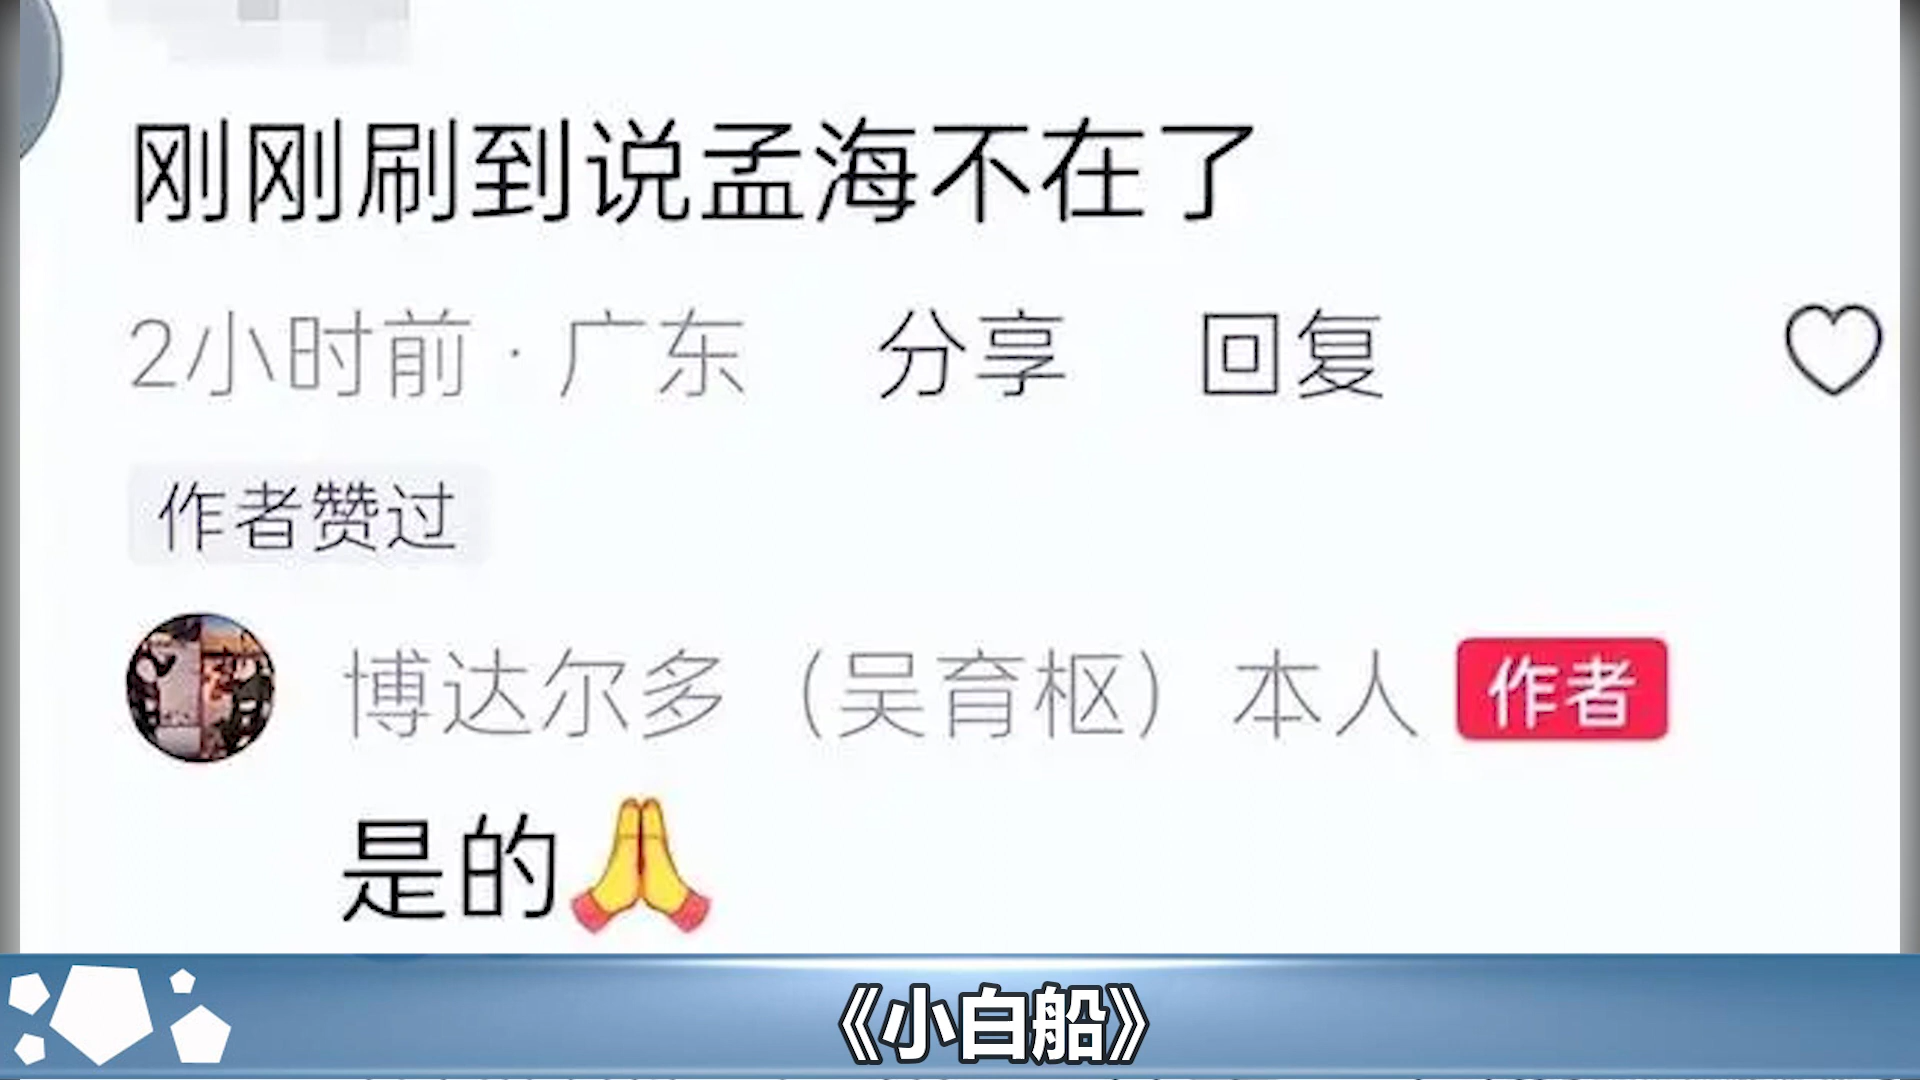 刚刚刷到说孟海不在了
2小时前 · 广东 分享 回复
作者赞过
博达尔多（吴育枢）本人 作者
是的🙏
《小白船》